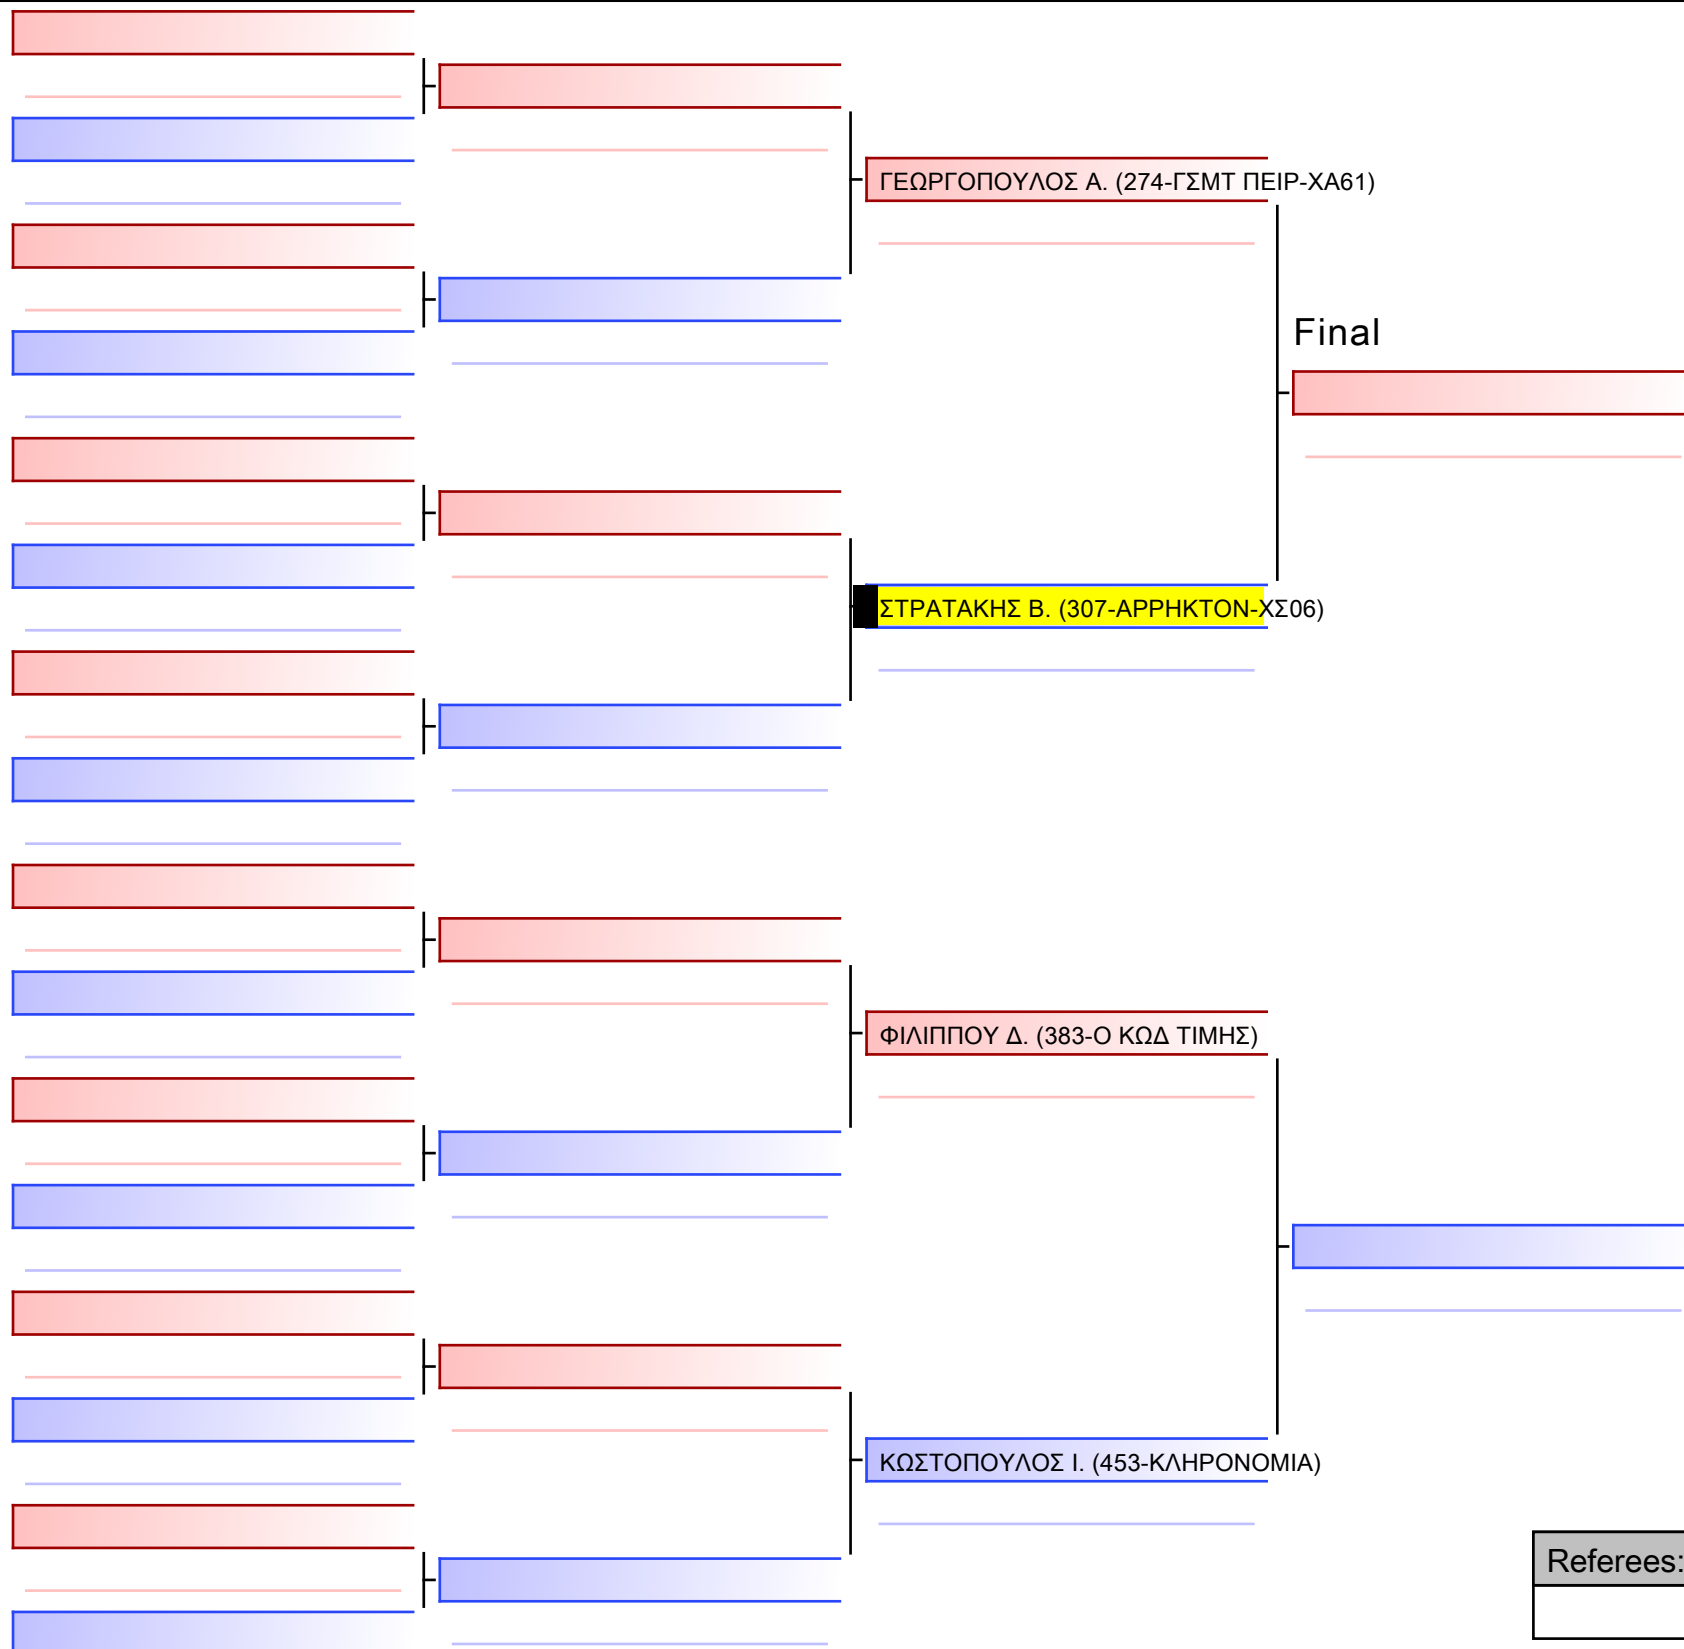 ΓΕΩΡΓΟΠΟΥΛΟΣ Α. (274-ΓΣΜΤ ΠΕΙΡ-ΧΑ61)
Final
ΣΤΡΑΤΑΚΗΣ Β. (307-ΑΡΡΗΚΤΟΝ-ΧΣ06)
ΦΙΛΙΠΠΟΥ Δ. (383-Ο ΚΩΔ ΤΙΜΗΣ)
ΚΩΣΤΟΠΟΥΛΟΣ Ι. (453-ΚΛΗΡΟΝΟΜΙΑ)
Referees: